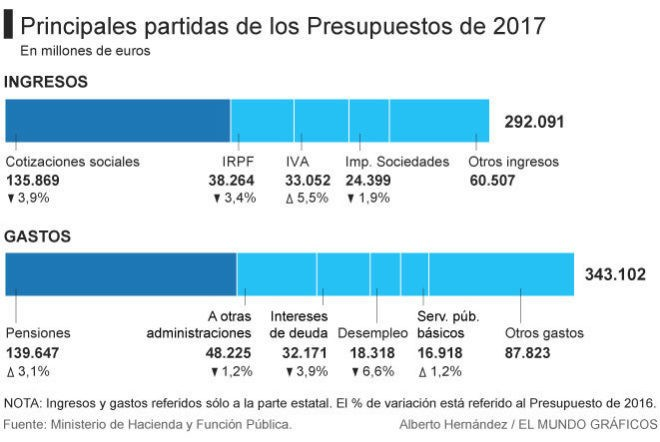 Principales partidas de los Presupuestos de 2017
En millones de euros
INGRESOS
292.091
Cotizaciones sociales
135.869
▼ 3,9%
IRPF
38.264
▼ 3,4%
IVA
33.052
△ 5,5%
Imp. Sociedades
24.399
▼ 1,9%
Otros ingresos
60.507
GASTOS
343.102
Pensiones
139.647
△ 3,1%
A otras
administraciones
48.225
▼ 1,2%
Intereses
de deuda
32.171
▼ 3,9%
Desempleo
18.318
▼ 6,6%
Serv. púb.
básicos
16.918
△ 1,2%
Otros gastos
87.823
NOTA: Ingresos y gastos referidos sólo a la parte estatal. El % de variación está referido al Presupuesto de 2016.
Fuente: Ministerio de Hacienda y Función Pública.
Alberto Hernández / EL MUNDO GRÁFICOS